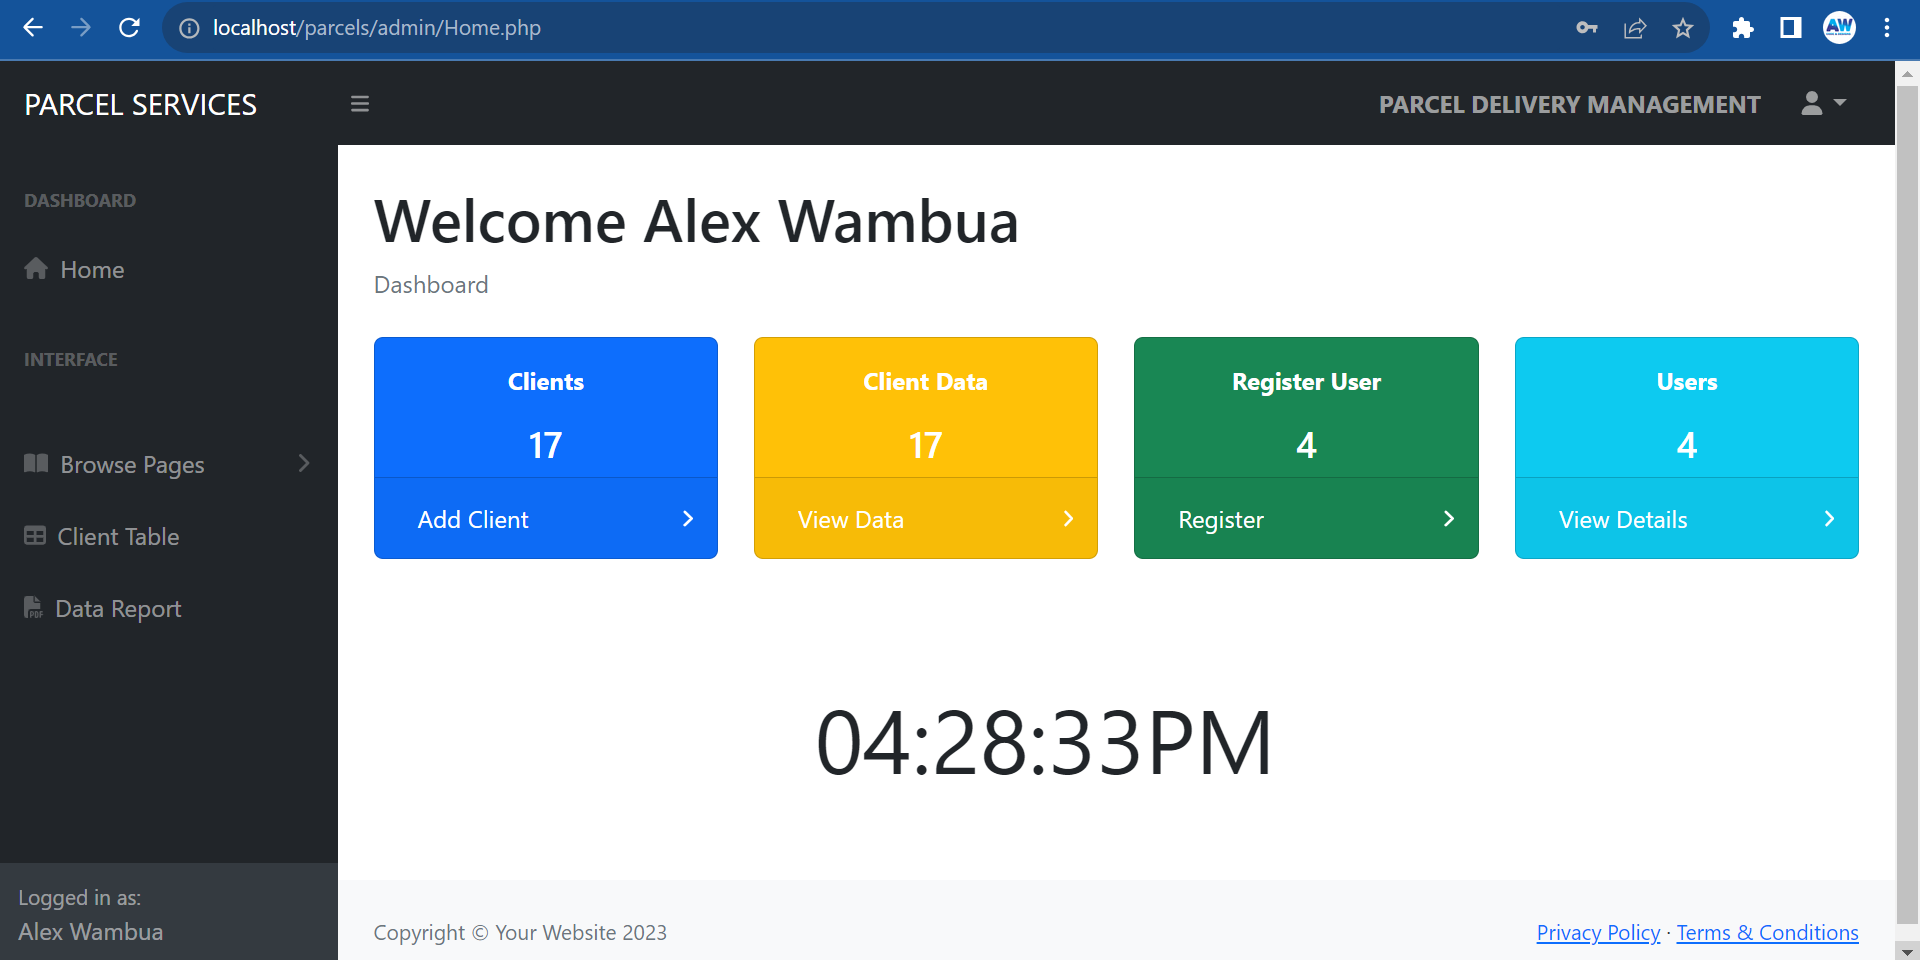 localhost/parcels/admin/Home.php
AW
PARCEL SERVICES
PARCEL DELIVERY MANAGEMENT
DASHBOARD
Home
INTERFACE
Browse Pages
Client Table
Data Report
Logged in as:
Alex Wambua
Welcome Alex Wambua
Dashboard
Clients
17
Add Client
Client Data
17
View Data
Register User
4
Register
Users
4
View Details
04:28:33PM
Copyright © Your Website 2023
Privacy Policy · Terms & Conditions